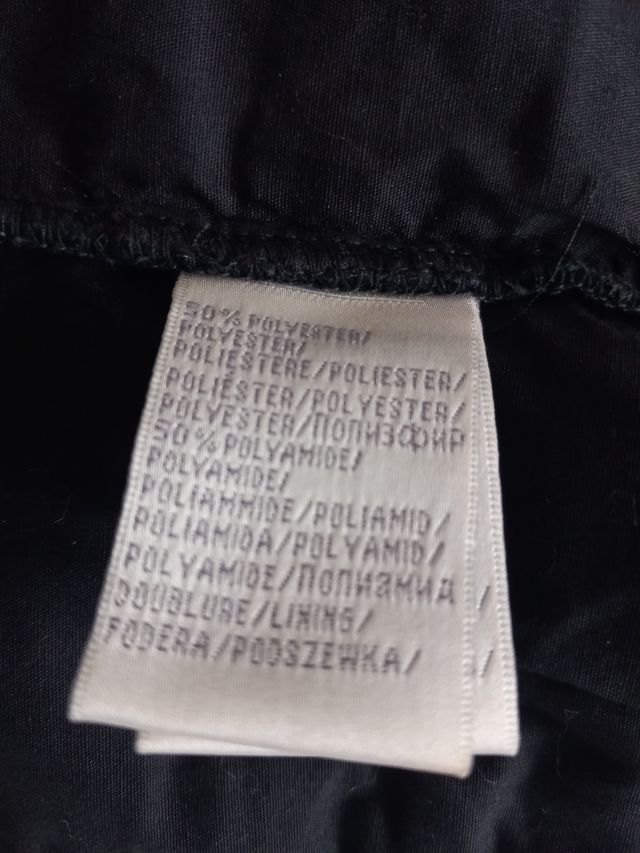 50% POLYESTER/
POLYESTER/
POLIESTERE/POLIESTER/
POLIESTER/POLYESTER/
POLYESTER/ПОЛИЭФИР
50% POLYAMIDE/
POLYAMIDE/
POLIAMMIDE/POLIAMID/
POLIAMIDA/POLYAMID/
POLYAMIDE/ПОЛИАМИД
DOUBLURE/LINING/
FODERA/PODSZEWKA/